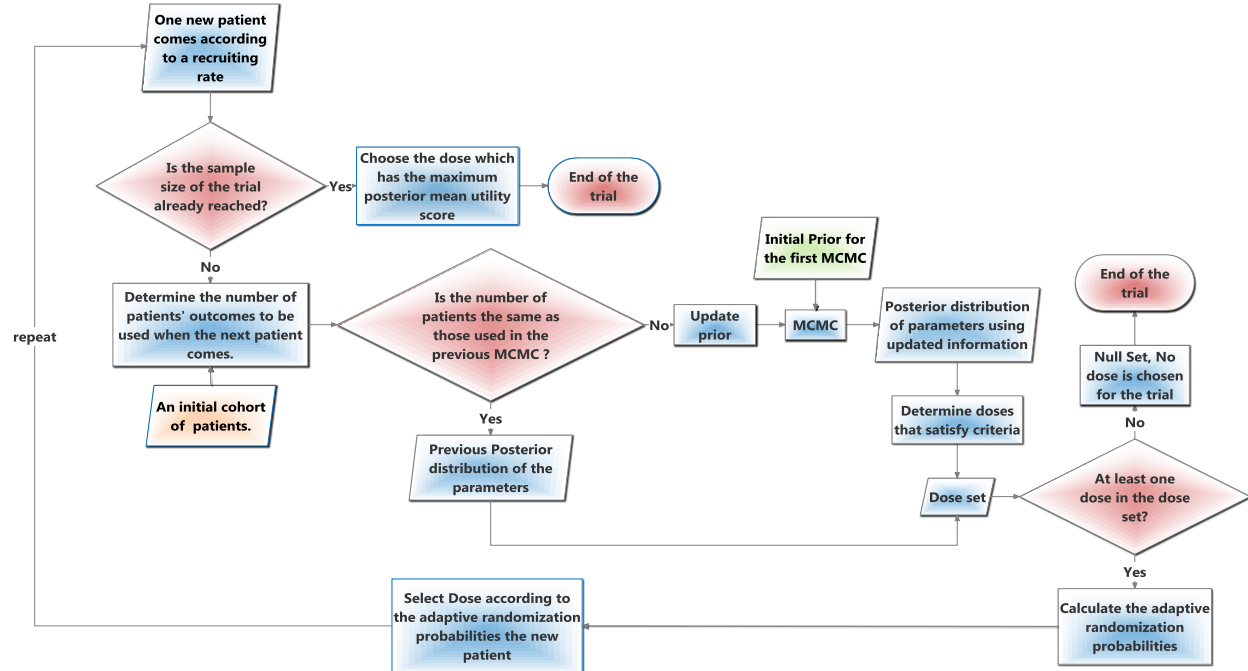 One new patient
comes according
to a recruiting
rate
Is the sample
size of the trial
already reached?
Yes
Choose the dose which
has the maximum
posterior mean utility
score
End of the
trial
No
Determine the number of
patients' outcomes to be
used when the next patient
comes.
An initial cohort
of patients.
Is the number of
patients the same as
those used in the
previous MCMC ?
No
Update
prior
Initial Prior for
the first MCMC
MCMC
Posterior distribution
of parameters using
updated information
Yes
Previous Posterior
distribution of the
parameters
Determine doses
that satisfy criteria
Dose set
At least one
dose in the dose
set?
No
Null Set, No
dose is chosen
for the trial
End of the
trial
Yes
Calculate the adaptive
randomization
probabilities
Select Dose according to
the adaptive randomization
probabilities the new
patient
repeat